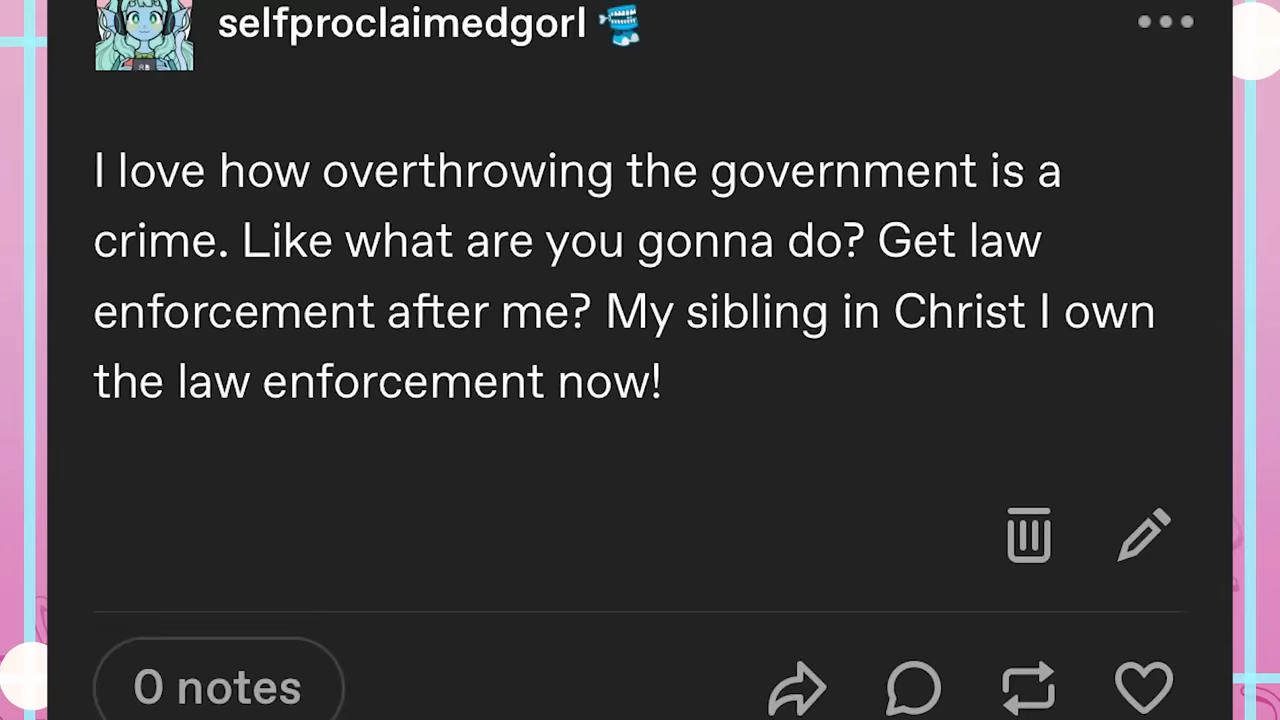 selfproclaimedgorl
I love how overthrowing the government is a
crime. Like what are you gonna do? Get law
enforcement after me? My sibling in Christ I own
the law enforcement now!
0 notes